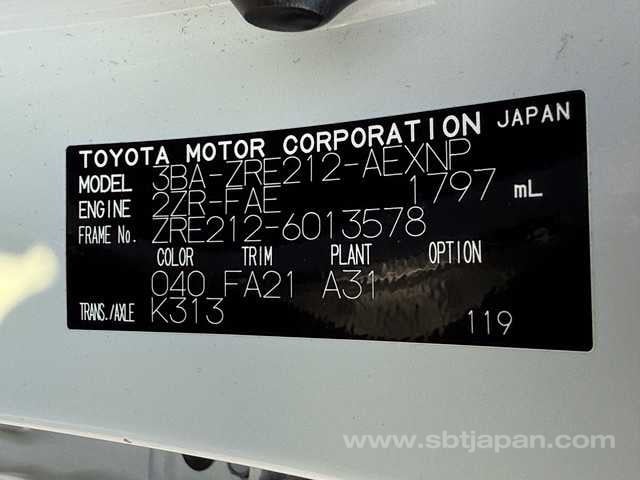 TOYOTA MOTOR CORPORATION JAPAN
MODEL 3BA-ZRE212-AEXNP
ENGINE 2ZR-FAE 1797 mL
FRAME No. ZRE212-6013578
COLOR TRIM PLANT OPTION
040 FA21 A31
TRANS./AXLE K313
119
www.sbtjapan.com